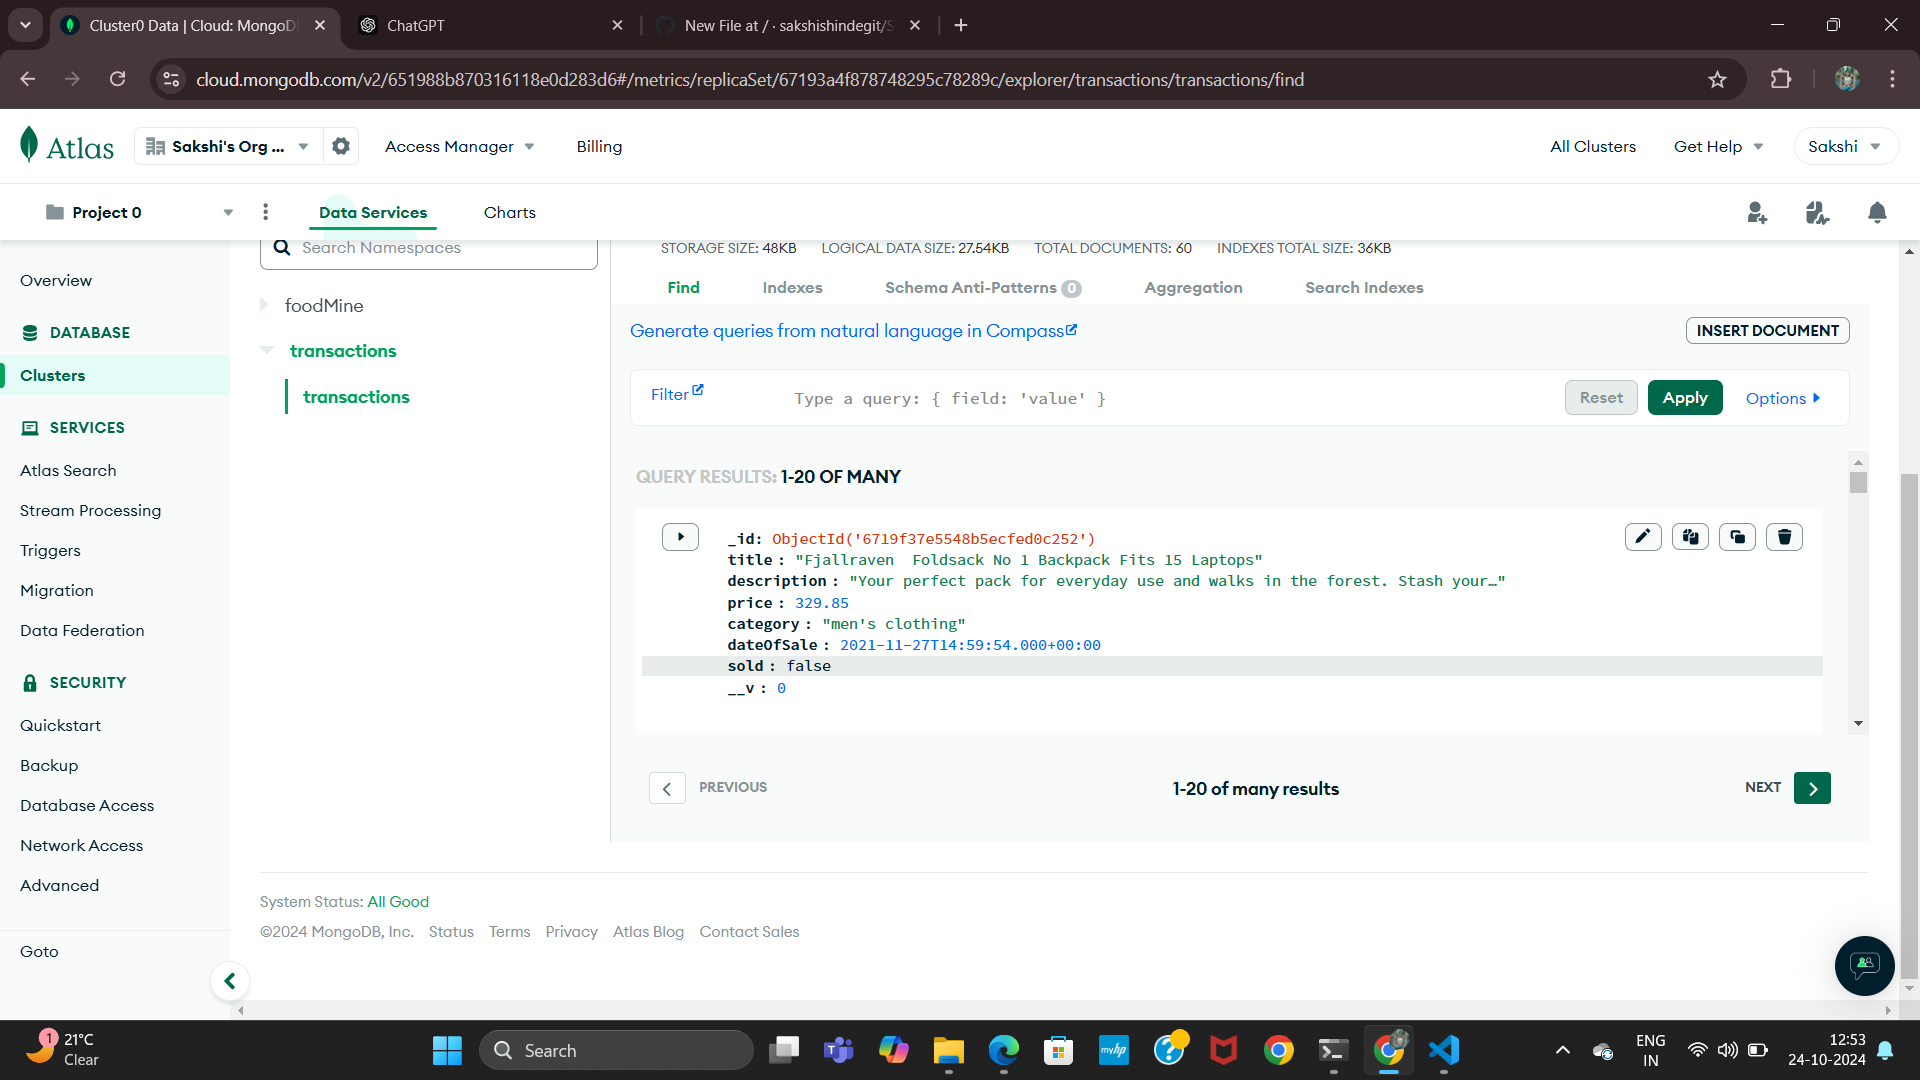 Cluster0 Data | Cloud: MongoD
ChatGPT
New File at / · sakshishindegit/S
cloud.mongodb.com/v2/651988b870316118e0d283d6#/metrics/replicaSet/67193a4f878748295c78289c/explorer/transactions/transactions/find
Atlas
Sakshi's Org ...
Access Manager
Billing
All Clusters
Get Help
Sakshi
Project 0
Data Services
Charts
Search Namespaces
STORAGE SIZE: 48KB LOGICAL DATA SIZE: 27.54KB TOTAL DOCUMENTS: 60 INDEXES TOTAL SIZE: 36KB
Overview
DATABASE
Clusters
SERVICES
Atlas Search
Stream Processing
Triggers
Migration
Data Federation
SECURITY
Quickstart
Backup
Database Access
Network Access
Advanced
Goto
foodMine
transactions
transactions
Find Indexes Schema Anti-Patterns 0 Aggregation Search Indexes
Generate queries from natural language in Compass
INSERT DOCUMENT
Filter
Type a query: { field: 'value' }
Reset
Apply
Options
QUERY RESULTS: 1-20 OF MANY
_id: ObjectId('6719f37e5548b5ecfed0c252')
title : "Fjallraven  Foldsack No 1 Backpack Fits 15 Laptops"
description : "Your perfect pack for everyday use and walks in the forest. Stash your…"
price : 329.85
category : "men's clothing"
dateOfSale : 2021-11-27T14:59:54.000+00:00
sold : false
__v : 0
PREVIOUS
1-20 of many results
NEXT
System Status: All Good
©2024 MongoDB, Inc. Status Terms Privacy Atlas Blog Contact Sales
1
21°C
Clear
Search
myhp
ENG
IN
12:53
24-10-2024